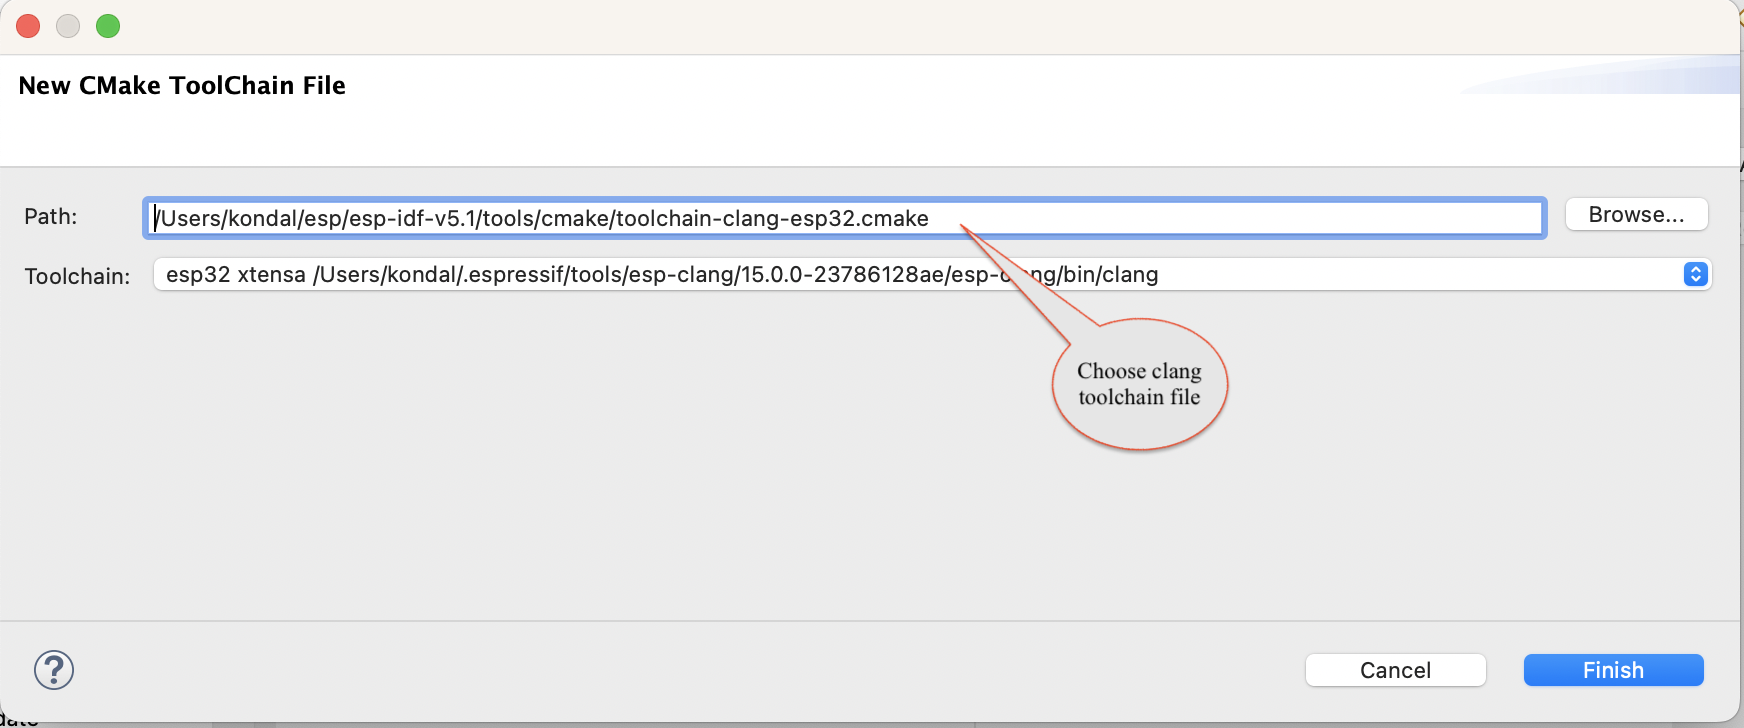 New CMake ToolChain File
Path:
/Users/kondal/esp/esp-idf-v5.1/tools/cmake/toolchain-clang-esp32.cmake
Browse...
Toolchain:
esp32 xtensa /Users/kondal/.espressif/tools/esp-clang/15.0.0-23786128ae/esp-clang/bin/clang
Choose clang
toolchain file
?
Cancel
Finish